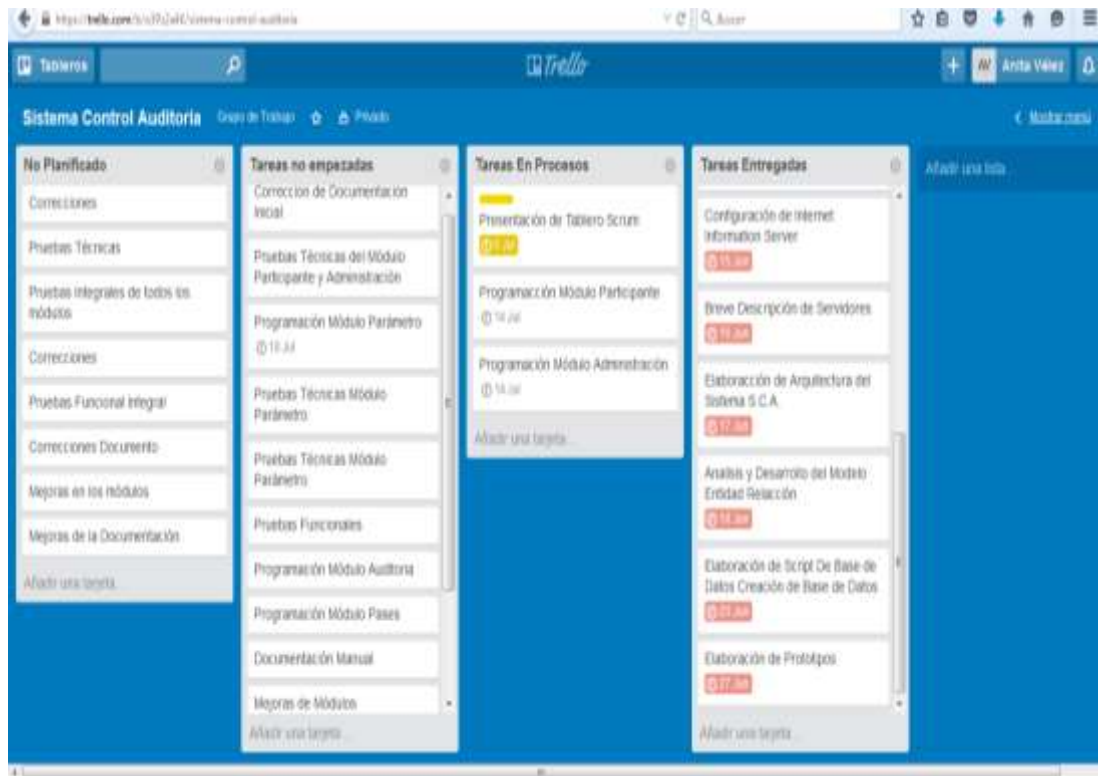 Tableros
Trello
Anita Vélez
Sistema Control Auditoria
Grupo de Trabajo
Privado
Mostrar menú
No Planificado
Correcciones
Pruebas Técnicas
Pruebas Integrales de todos los
módulos
Correcciones
Pruebas Funcional Integral
Correcciones Documento
Mejoras en los módulos
Mejoras de la Documentación
Añadir una tarjeta...
Tareas no empezadas
Corrección de Documentación
Inicial
Pruebas Técnicas del Módulo
Participante y Administración
Programación Módulo Parámetro
Pruebas Técnicas Módulo
Parámetro
Pruebas Técnicas Módulo
Parámetro
Pruebas Funcionales
Programación Módulo Auditoria
Programación Módulo Pases
Documentación Manual
Mejoras de Módulos
Añadir una tarjeta...
Tareas En Procesos
Presentación de Tablero Scrum
Programacción Módulo Participante
Programación Módulo Administración
Añadir una tarjeta...
Tareas Entregadas
Configuración de Internet
Information Server
Breve Descripción de Servidores
Elaboracción de Arquitectura del
Sistema S.C.A.
Analisis y Desarrollo del Modelo
Entidad Relacción
Elaboración de Script De Base de
Datos Creación de Base de Datos
Elaboración de Prototipos
Añadir una tarjeta...
Añadir una lista...